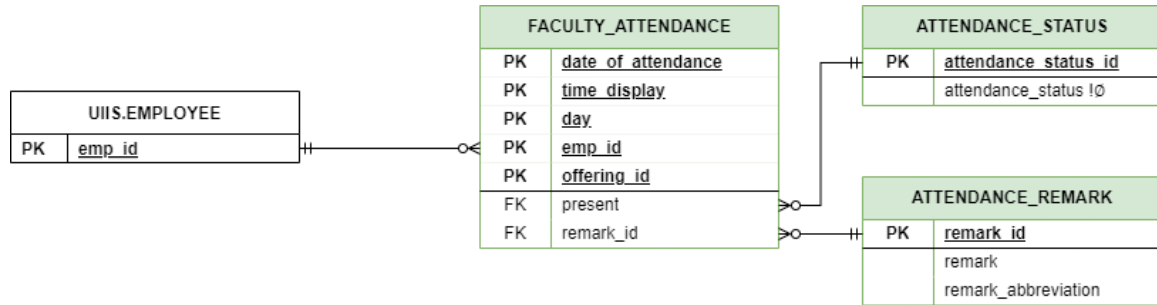 UIIS.EMPLOYEE
PK emp_id
FACULTY_ATTENDANCE
PK date_of_attendance
PK time_display
PK day
PK emp_id
PK offering_id
FK present
FK remark_id
ATTENDANCE_STATUS
PK attendance_status_id
attendance_status !Ø
ATTENDANCE_REMARK
PK remark_id
remark
remark_abbreviation